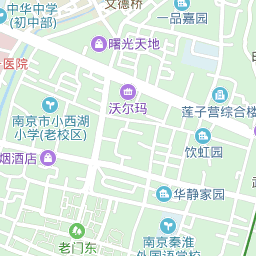 文德桥
中华中学
(初中部)
一品嘉园
曙光天地
医院
沃尔玛
南京市小西湖
小学(老校区)
莲子营综合楼
饮虹园
烟酒店
华静家园
老门东
南京秦淮
外国语学校